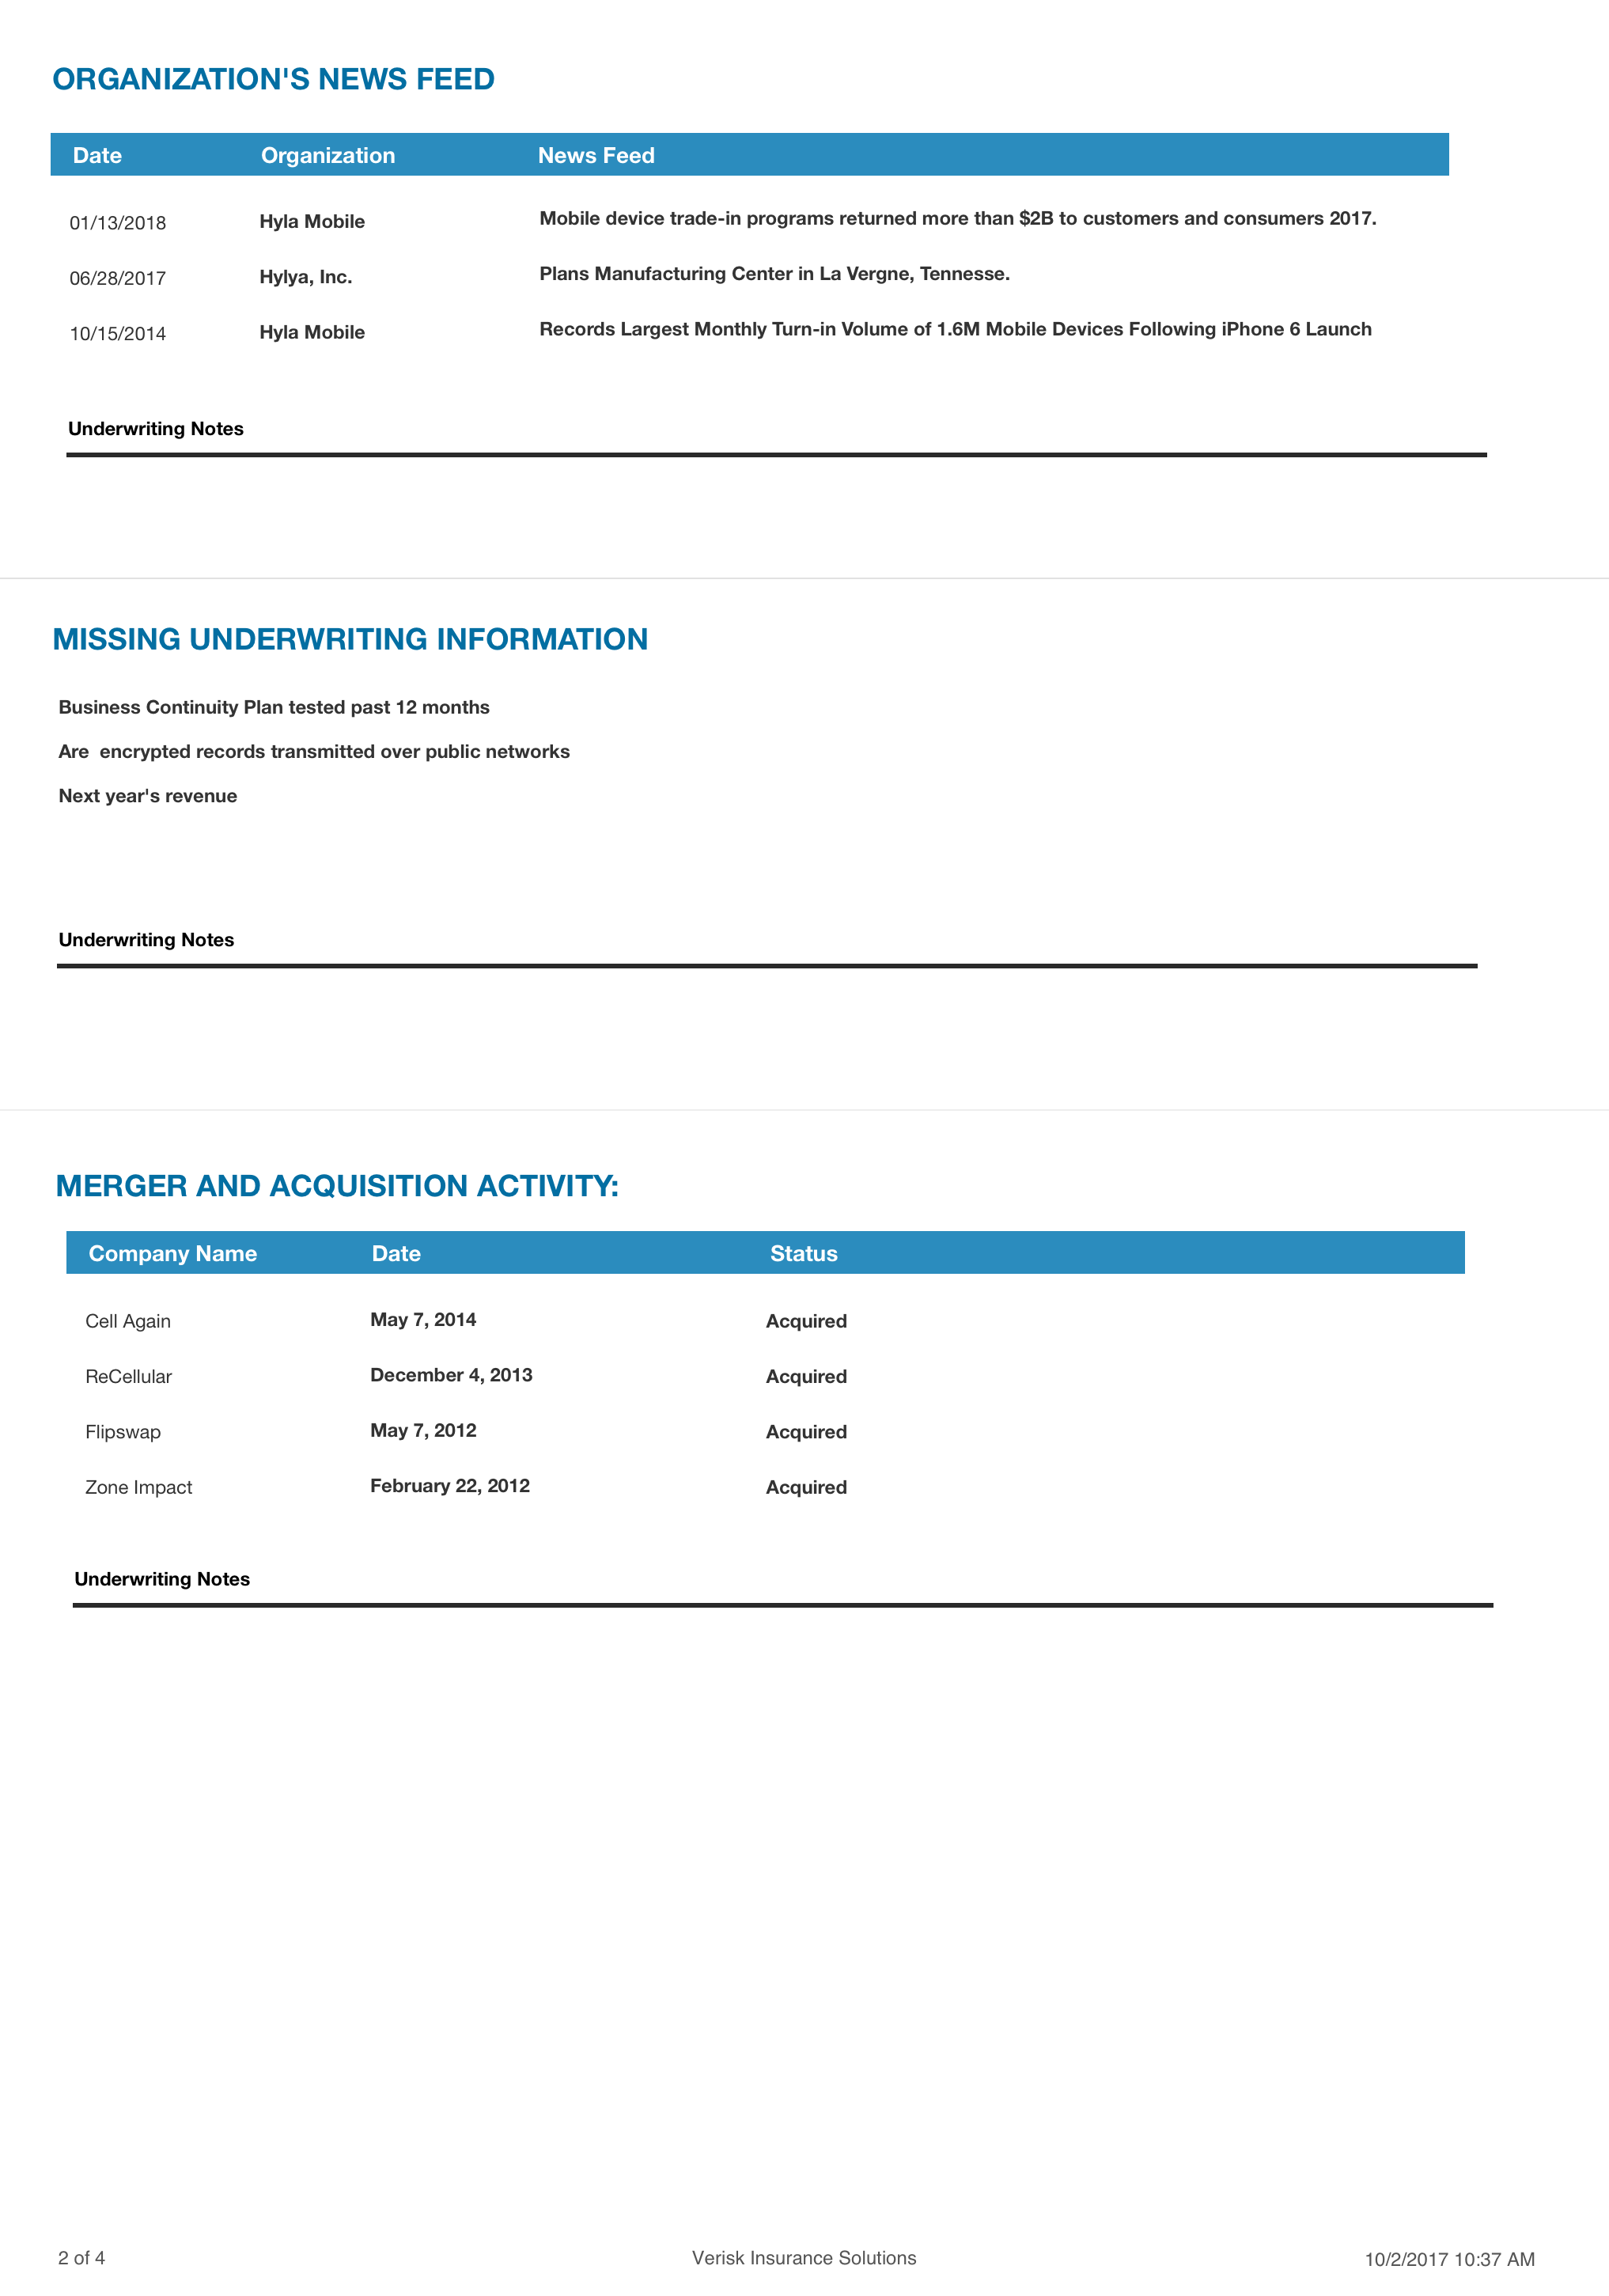 ORGANIZATION'S NEWS FEED
Date Organization News Feed
01/13/2018 Hyla Mobile Mobile device trade-in programs returned more than $2B to customers and consumers 2017.
06/28/2017 Hylya, Inc. Plans Manufacturing Center in La Vergne, Tennesse.
10/15/2014 Hyla Mobile Records Largest Monthly Turn-in Volume of 1.6M Mobile Devices Following iPhone 6 Launch
Underwriting Notes
MISSING UNDERWRITING INFORMATION
Business Continuity Plan tested past 12 months
Are encrypted records transmitted over public networks
Next year's revenue
Underwriting Notes
MERGER AND ACQUISITION ACTIVITY:
Company Name Date Status
Cell Again May 7, 2014 Acquired
ReCellular December 4, 2013 Acquired
Flipswap May 7, 2012 Acquired
Zone Impact February 22, 2012 Acquired
Underwriting Notes
2 of 4 Verisk Insurance Solutions 10/2/2017 10:37 AM